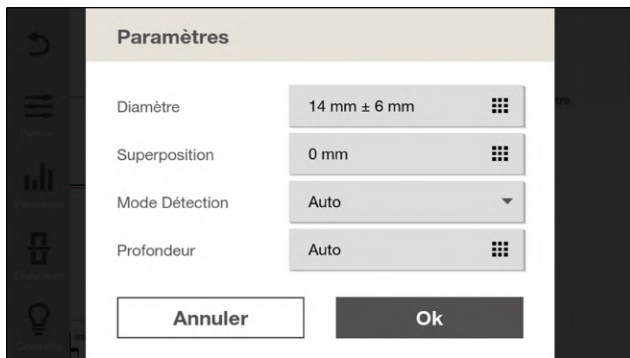 Paramètres
Diamètre 14 mm ± 6 mm
Superposition 0 mm
Mode Détection Auto
Profondeur Auto
Annuler Ok